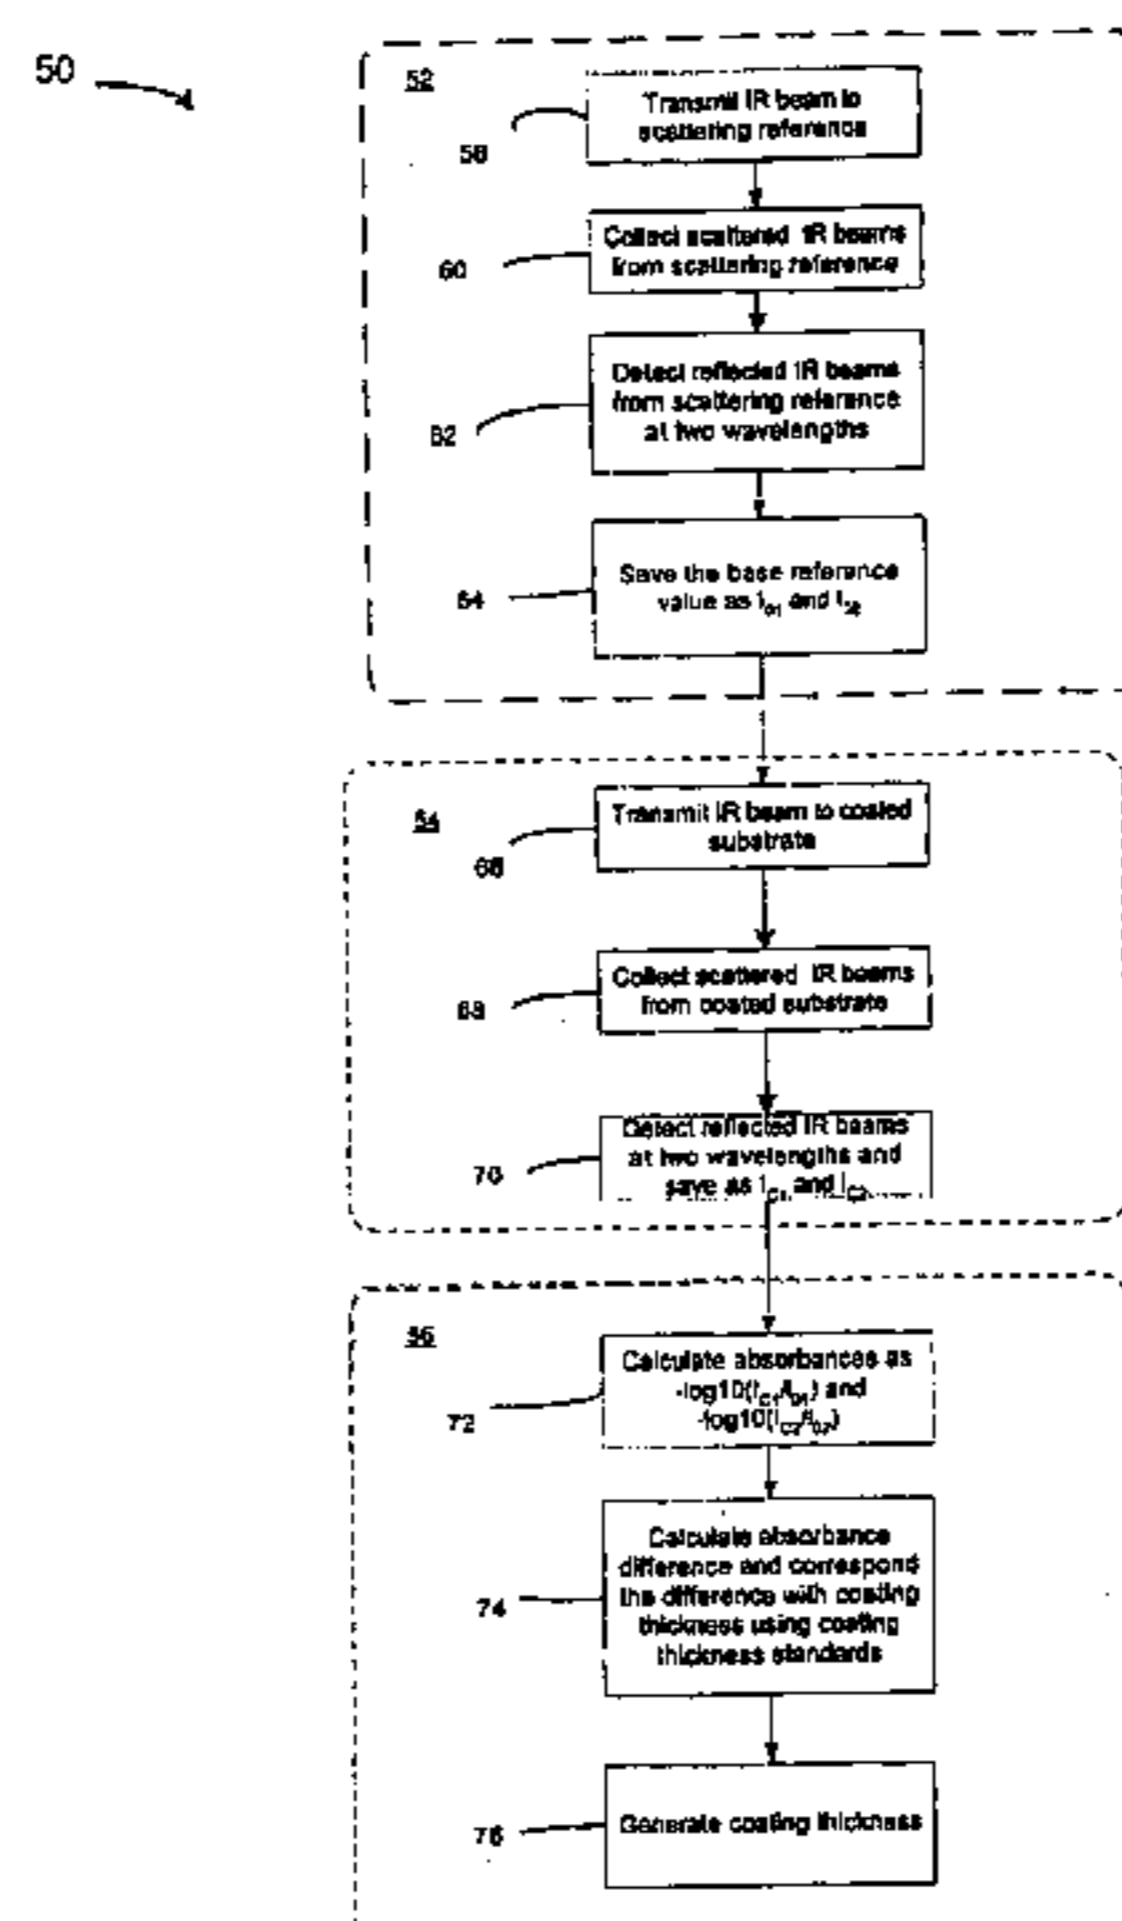 50
52
Transmit IR beam to
scattering reference
58
Collect scattered IR beams
from scattering reference
60
Detect reflected IR beams
from scattering reference
at two wavelengths
62
Save the base reference
value as I01 and I02
64
54
Transmit IR beam to coated
substrate
66
Collect scattered IR beams
from coated substrate
68
Detect reflected IR beams
at two wavelengths and
save as IC1, and IC2
70
56
Calculate absorbances as
-log10(IC1/I01) and
-log10(IC2/I02)
72
Calculate absorbance
difference and correspond
the difference with coating
thickness using coating
thickness standards
74
Generate coating thickness
76